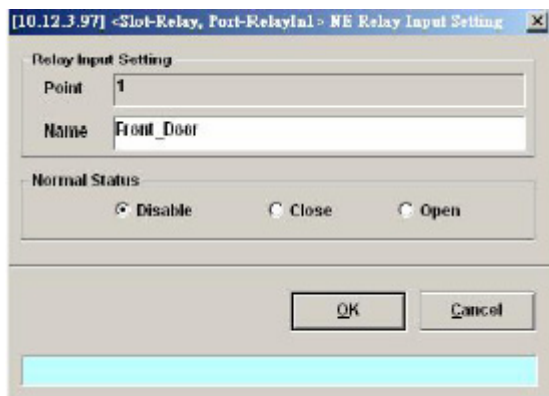 [10.12.3.97] <Slot-Relay, Port-RelayIn1> NE Relay Input Setting
Relay Input Setting
Point 1
Name Front_Door
Normal Status
Disable Close Open
OK Cancel